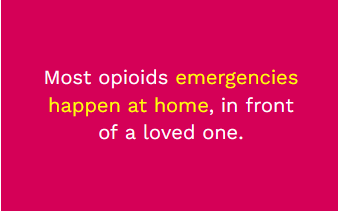 Most opioids emergencies
happen at home, in front
of a loved one.